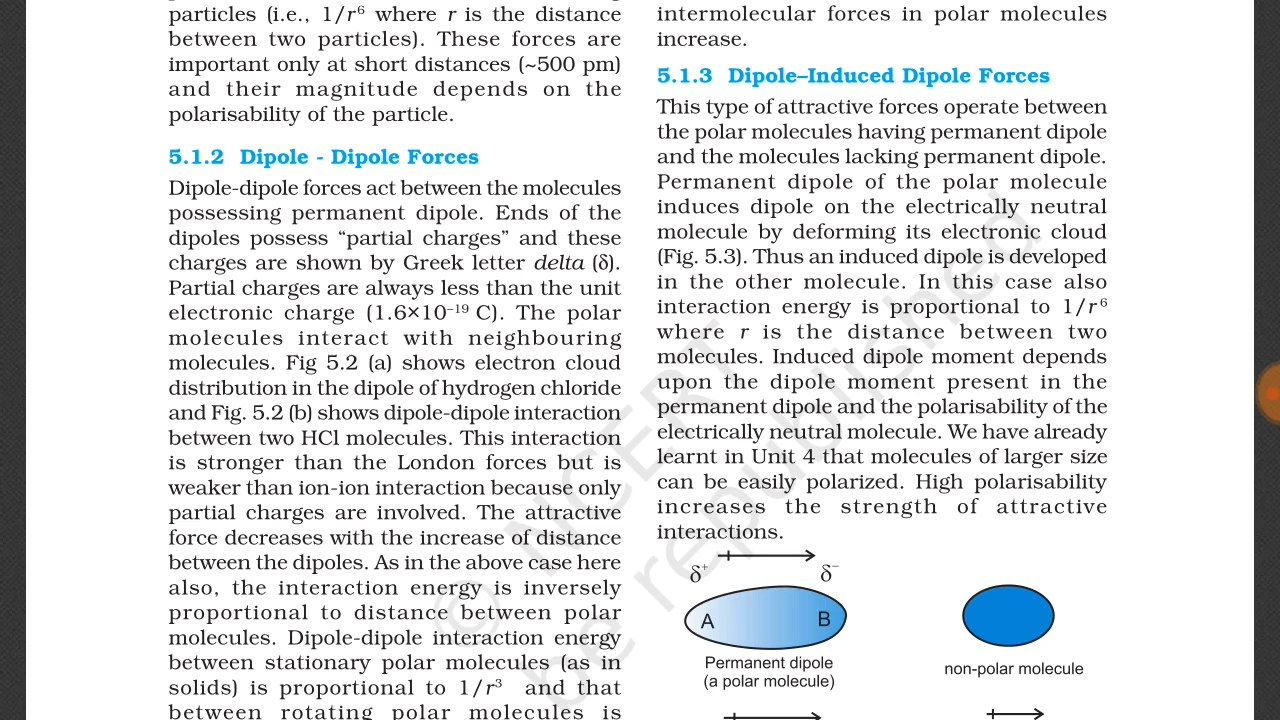 particles (i.e., 1/r⁶ where r is the distance
between two particles). These forces are
important only at short distances (~500 pm)
and their magnitude depends on the
polarisability of the particle.
5.1.2 Dipole - Dipole Forces
Dipole-dipole forces act between the molecules
possessing permanent dipole. Ends of the
dipoles possess “partial charges” and these
charges are shown by Greek letter delta (δ).
Partial charges are always less than the unit
electronic charge (1.6×10⁻¹⁹ C). The polar
molecules interact with neighbouring
molecules. Fig 5.2 (a) shows electron cloud
distribution in the dipole of hydrogen chloride
and Fig. 5.2 (b) shows dipole-dipole interaction
between two HCl molecules. This interaction
is stronger than the London forces but is
weaker than ion-ion interaction because only
partial charges are involved. The attractive
force decreases with the increase of distance
between the dipoles. As in the above case here
also, the interaction energy is inversely
proportional to distance between polar
molecules. Dipole-dipole interaction energy
between stationary polar molecules (as in
solids) is proportional to 1/r³ and that
between rotating polar molecules is
intermolecular forces in polar molecules
increase.
5.1.3 Dipole–Induced Dipole Forces
This type of attractive forces operate between
the polar molecules having permanent dipole
and the molecules lacking permanent dipole.
Permanent dipole of the polar molecule
induces dipole on the electrically neutral
molecule by deforming its electronic cloud
(Fig. 5.3). Thus an induced dipole is developed
in the other molecule. In this case also
interaction energy is proportional to 1/r⁶
where r is the distance between two
molecules. Induced dipole moment depends
upon the dipole moment present in the
permanent dipole and the polarisability of the
electrically neutral molecule. We have already
learnt in Unit 4 that molecules of larger size
can be easily polarized. High polarisability
increases the strength of attractive
interactions.
δ⁺ δ⁻
A B
Permanent dipole
(a polar molecule)
non-polar molecule
© NCERT
be republished